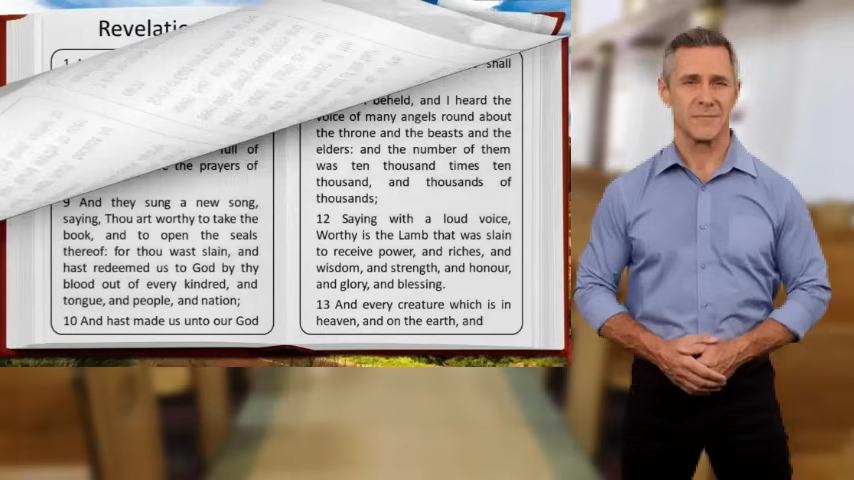 Revelatio
1
full of
the prayers of
9 And they sung a new song,
saying, Thou art worthy to take the
book, and to open the seals
thereof: for thou wast slain, and
hast redeemed us to God by thy
blood out of every kindred, and
tongue, and people, and nation;
10 And hast made us unto our God
shall
beheld, and I heard the
voice of many angels round about
the throne and the beasts and the
elders: and the number of them
was ten thousand times ten
thousand, and thousands of
thousands;
12 Saying with a loud voice,
Worthy is the Lamb that was slain
to receive power, and riches, and
wisdom, and strength, and honour,
and glory, and blessing.
13 And every creature which is in
heaven, and on the earth, and